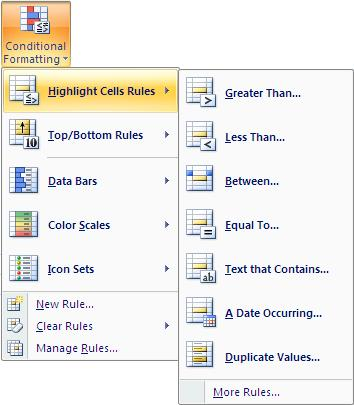 Conditional
Formatting
Highlight Cells Rules
Top/Bottom Rules
Data Bars
Color Scales
Icon Sets
New Rule...
Clear Rules
Manage Rules...
Greater Than...
Less Than...
Between...
Equal To...
Text that Contains...
A Date Occurring...
Duplicate Values...
More Rules...